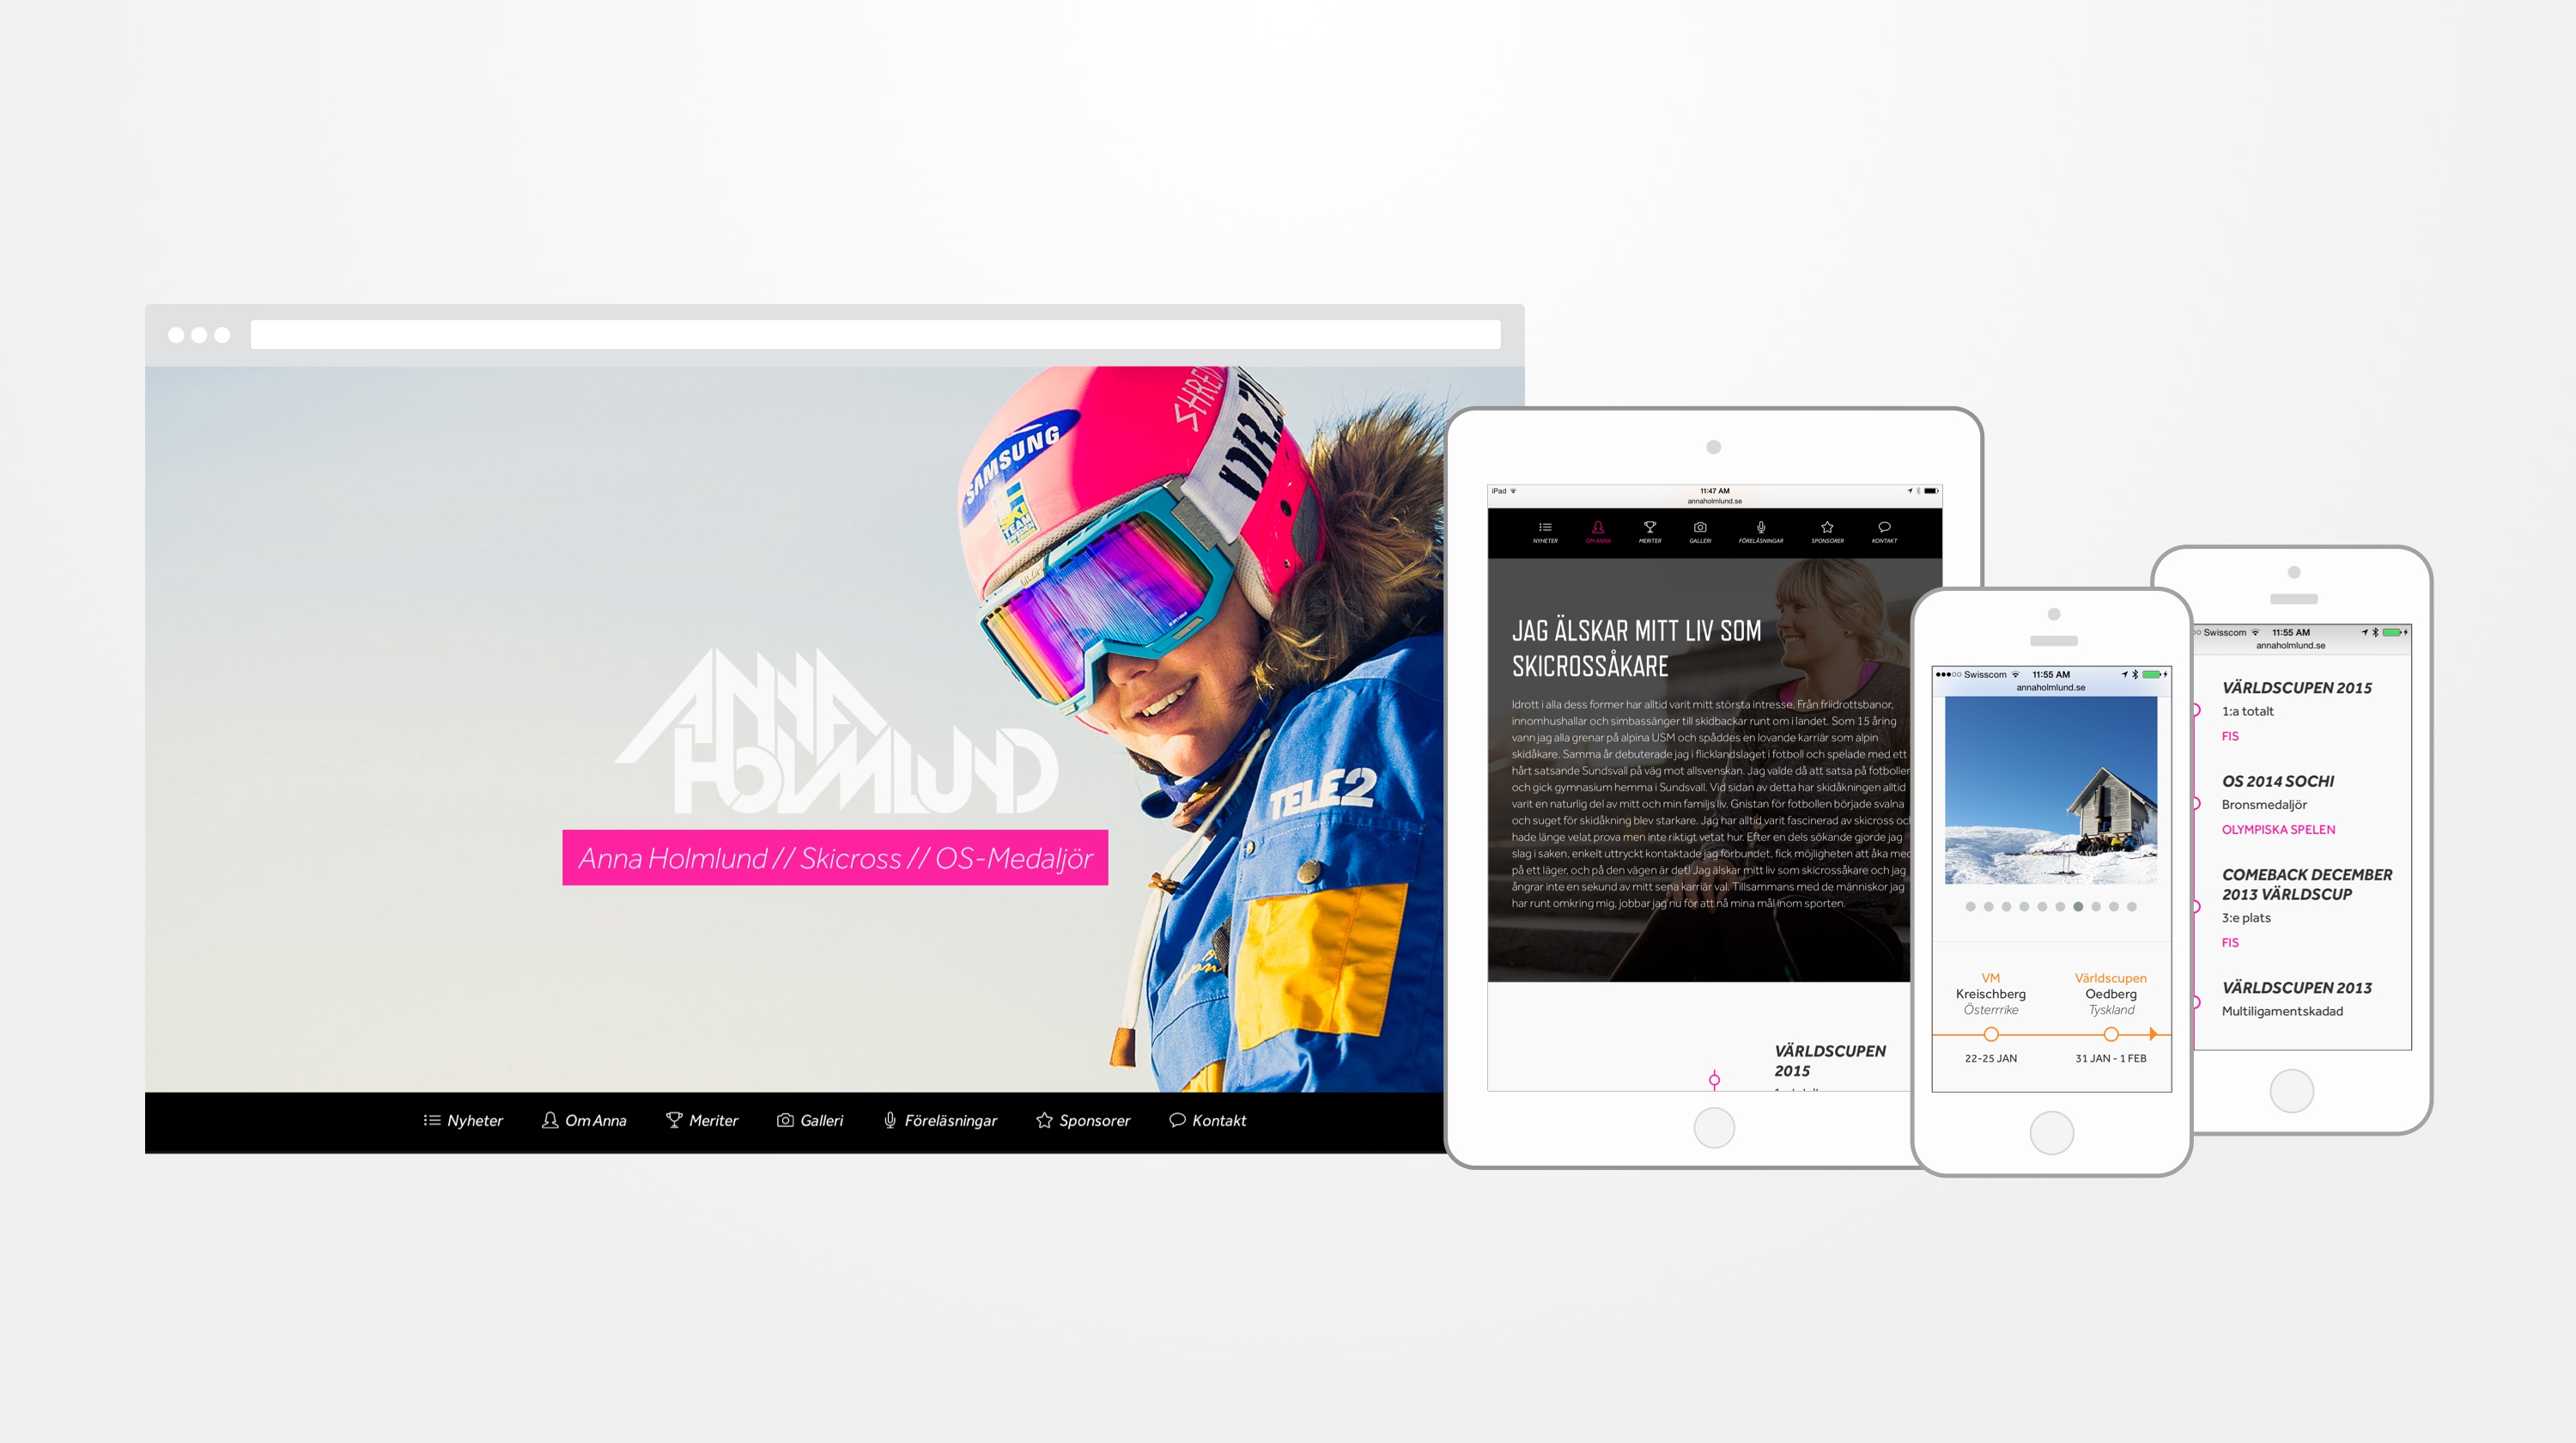 SHRED
DRZ
SAMSUNG
SKI
TEAM
SWEDEN
TELE2
ANNA
HOLMLUND
Anna Holmlund // Skicross // OS-Medaljör
Nyheter Om Anna Meriter Galleri Föreläsningar Sponsorer Kontakt
iPad 11:47 AM
annaholmlund.se
NYHETER OM ANNA MERITER GALLERI FÖRELÄSNINGAR SPONSORER KONTAKT
JAG ÄLSKAR MITT LIV SOM
SKICROSSÅKARE
Idrott i alla dess former har alltid varit mitt största intresse. Från friidrottsbanor,
innomhushallar och simbassänger till skidbackar runt om i landet. Som 15 åring
vann jag alla grenar på alpina USM och spåddes en lovande karriär som alpin
skidåkare. Samma år debuterade jag i flicklandslaget i fotboll och spelade med ett
hårt satsande Sundsvall på väg mot allsvenskan. Jag valde då att satsa på fotbollen
och gick gymnasium hemma i Sundsvall. Vid sidan av detta har skidåkningen alltid
varit en naturlig del av mitt och min familjs liv. Gnistan för fotbollen började svalna
och suget för skidåkning blev starkare. Jag har alltid varit fascinerad av skicross och
hade länge velat prova men inte riktigt vetat hur. Efter en dels sökande gjorde jag
slag i saken, enkelt uttryckt kontaktade jag förbundet, fick möjligheten att åka med
på ett läger, och på den vägen är det! Jag älskar mitt liv som skicrossåkare och jag
ångrar inte en sekund av mitt sena karriär val. Tillsammans med de människor jag
har runt omkring mig, jobbar jag nu för att nå mina mål inom sporten.
VÄRLDSCUPEN
2015
Swisscom 11:55 AM
annaholmlund.se
VM
Kreischberg
Österrrike
22-25 JAN
Världscupen
Oedberg
Tyskland
31 JAN - 1 FEB
Swisscom 11:55 AM
annaholmlund.se
VÄRLDSCUPEN 2015
1:a totalt
FIS
OS 2014 SOCHI
Bronsmedaljör
OLYMPISKA SPELEN
COMEBACK DECEMBER
2013 VÄRLDSCUP
3:e plats
FIS
VÄRLDSCUPEN 2013
Multiligamentskadad